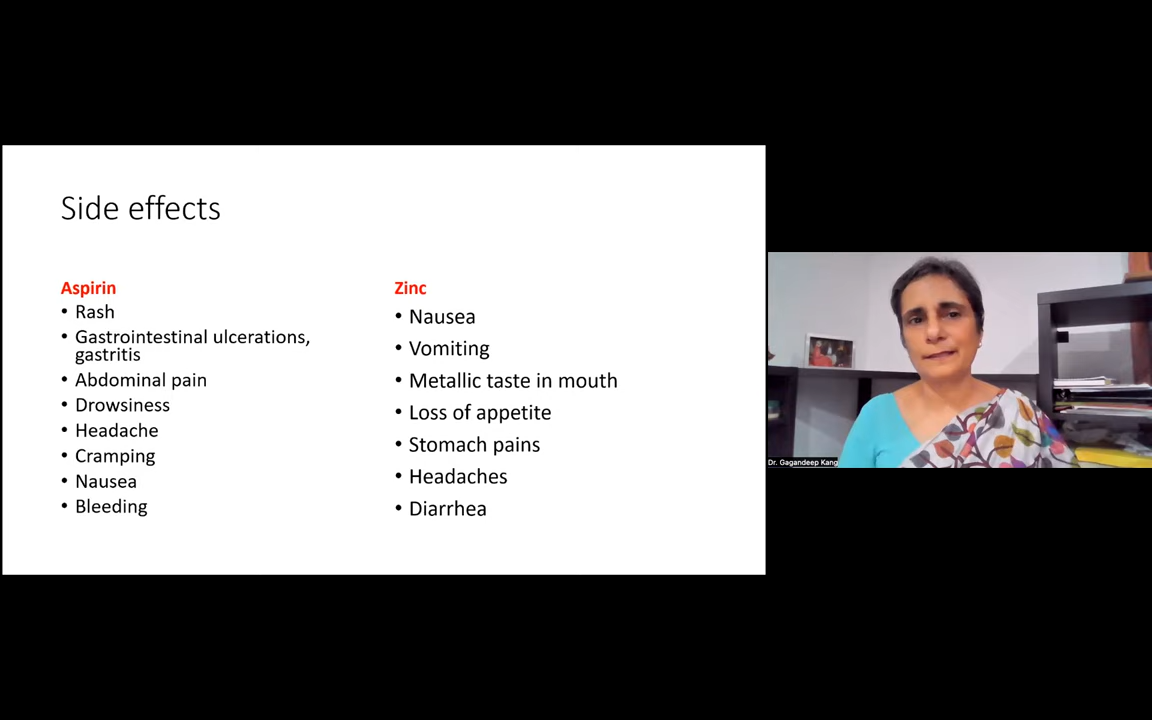 Side effects
Aspirin
• Rash
• Gastrointestinal ulcerations,
gastritis
• Abdominal pain
• Drowsiness
• Headache
• Cramping
• Nausea
• Bleeding
Zinc
• Nausea
• Vomiting
• Metallic taste in mouth
• Loss of appetite
• Stomach pains
• Headaches
• Diarrhea
Dr. Gagandeep Kang